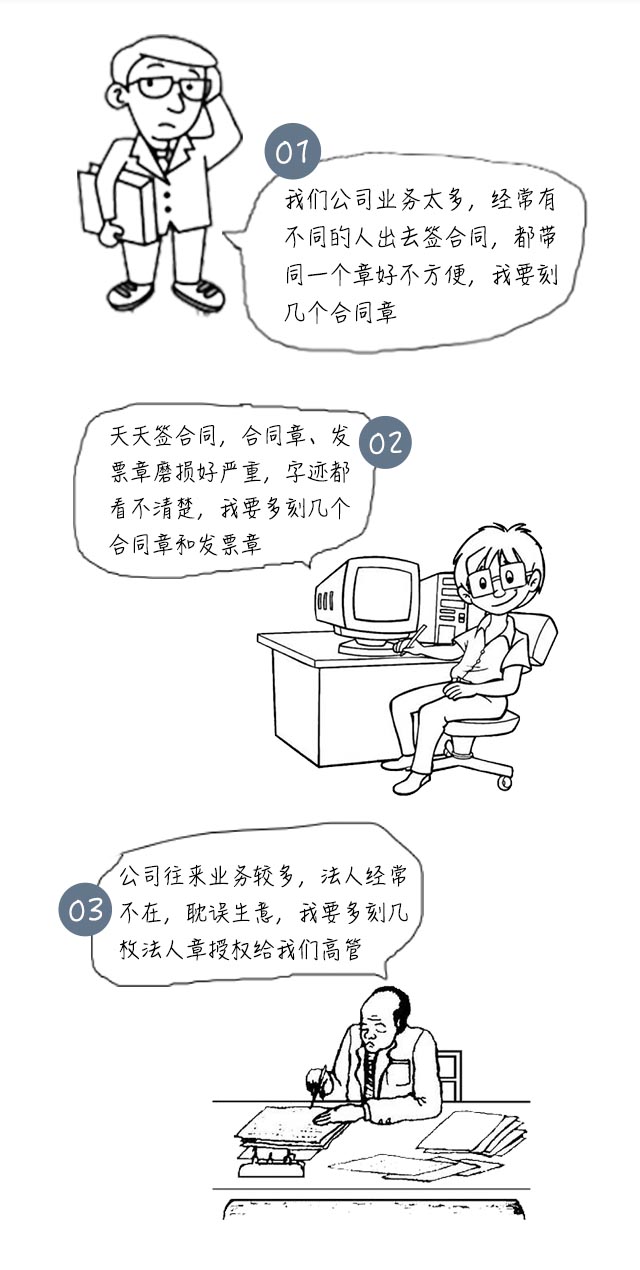 01
我们公司业务太多，经常有
不同的人出去签合同，都带
同一个章好不方便，我要刻
几个合同章
天天签合同，合同章、发
票章磨损好严重，字迹都
看不清楚，我要多刻几个
合同章和发票章
02
公司往来业务较多，法人经常
不在，耽误生意，我要多刻几
枚法人章授权给我们高管
03